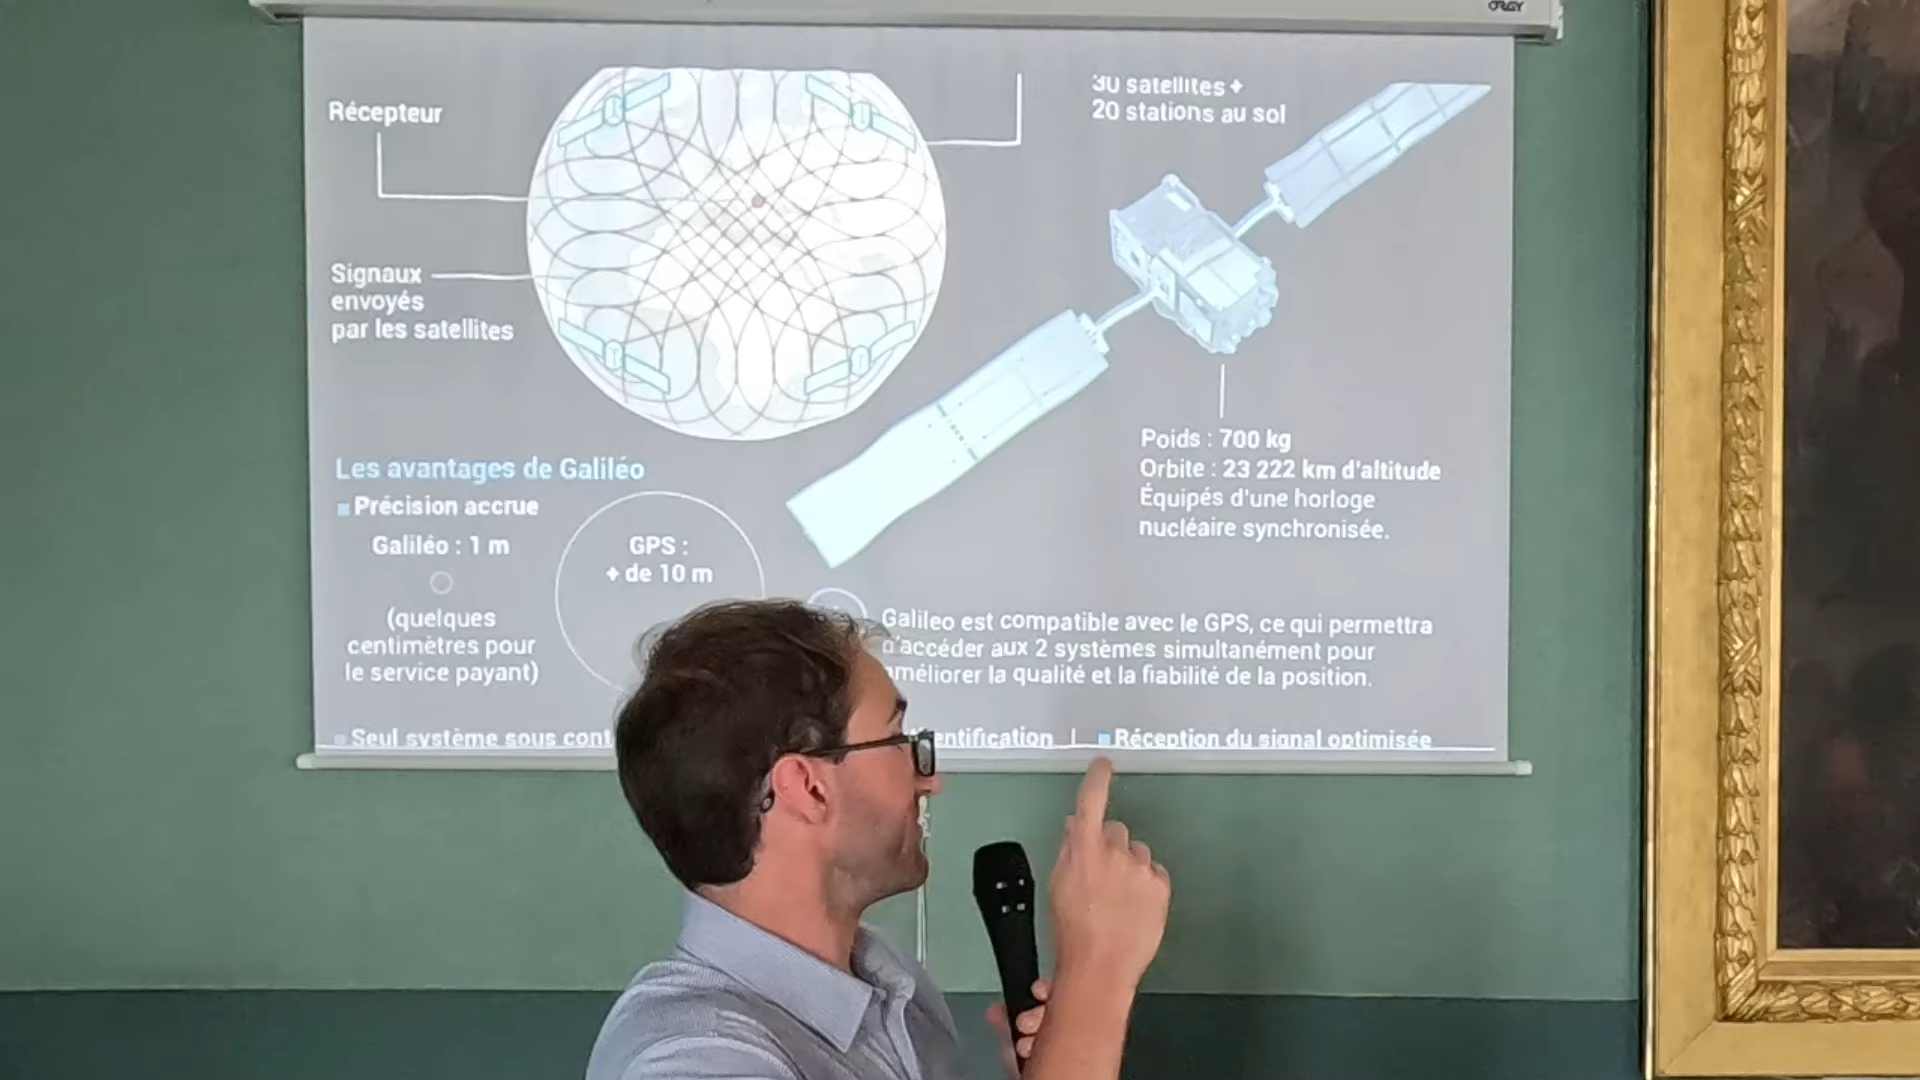 Récepteur
30 satellites +
20 stations au sol
Signaux
envoyés
par les satellites
Poids : 700 kg
Orbite : 23 222 km d'altitude
Équipés d'une horloge
nucléaire synchronisée.
Les avantages de Galiléo
Précision accrue
Galiléo : 1 m
(quelques
centimètres pour
le service payant)
GPS :
+ de 10 m
Galileo est compatible avec le GPS, ce qui permettra
d'accéder aux 2 systèmes simultanément pour
améliorer la qualité et la fiabilité de la position.
Seul système sous cont
entification
Réception du signal optimisée